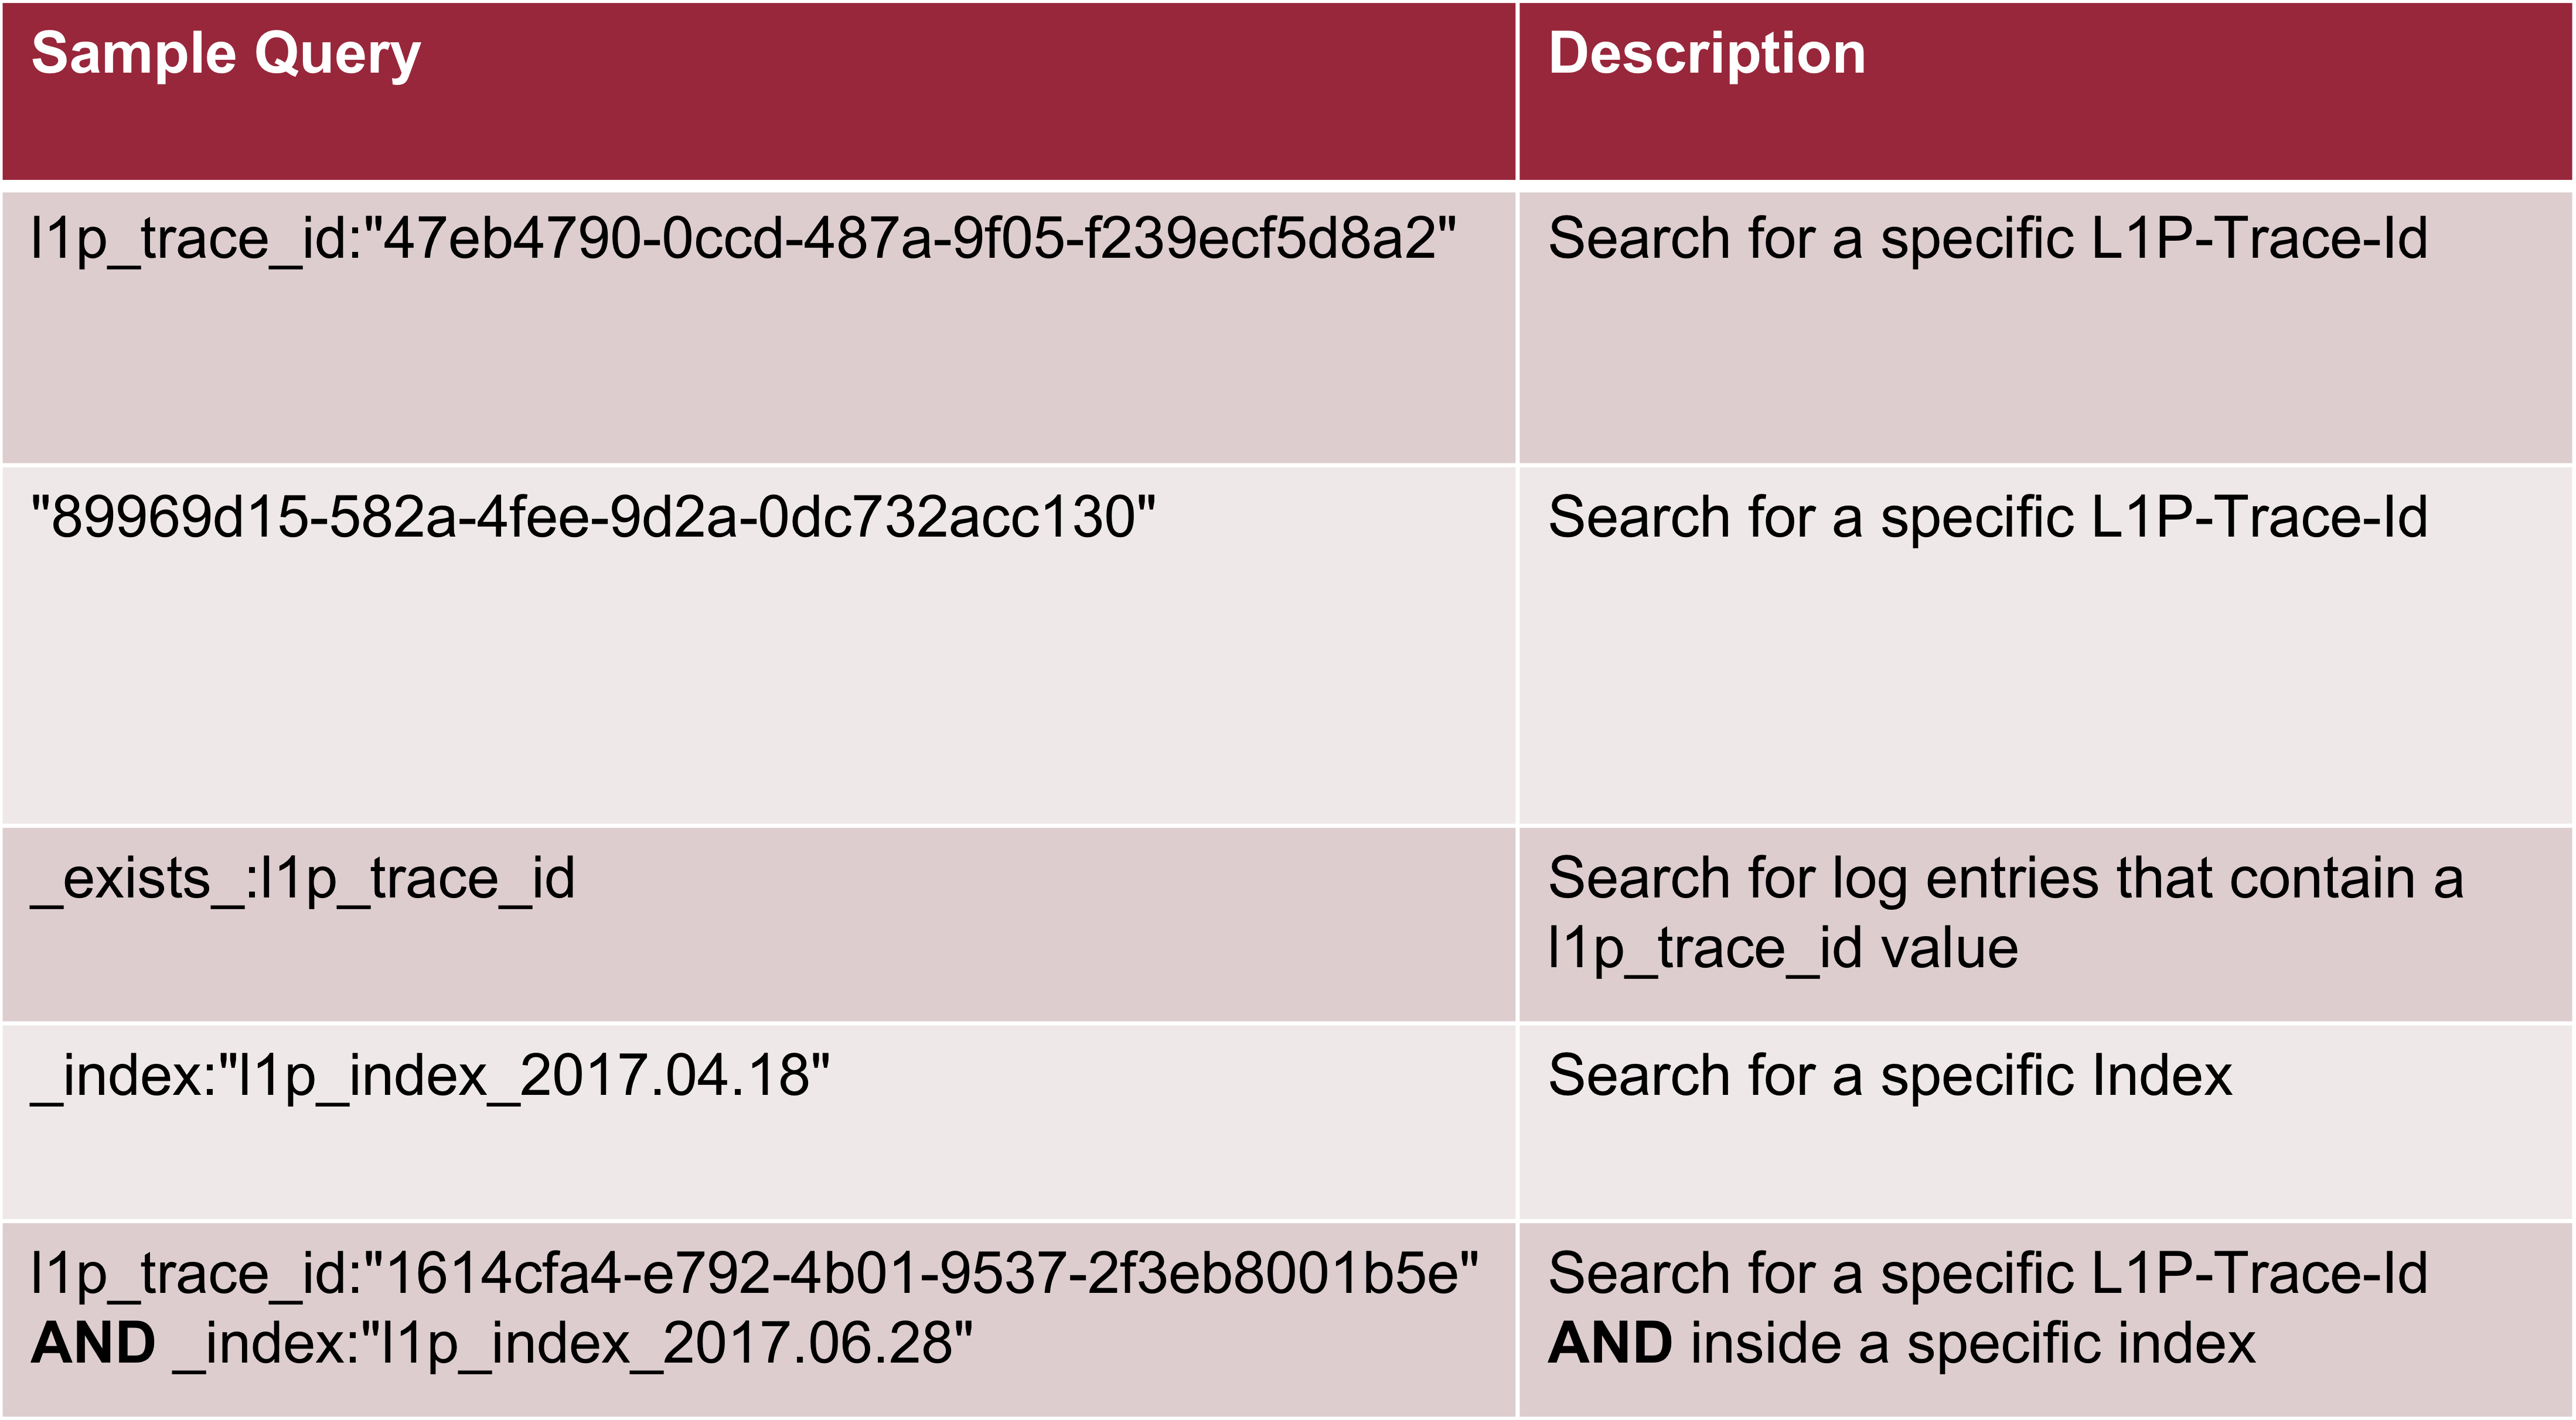 Sample Query
Description
l1p_trace_id:"47eb4790-0ccd-487a-9f05-f239ecf5d8a2"
Search for a specific L1P-Trace-Id
"89969d15-582a-4fee-9d2a-0dc732acc130"
Search for a specific L1P-Trace-Id
_exists_:l1p_trace_id
Search for log entries that contain a
l1p_trace_id value
_index:"l1p_index_2017.04.18"
Search for a specific Index
l1p_trace_id:"1614cfa4-e792-4b01-9537-2f3eb8001b5e"
AND _index:"l1p_index_2017.06.28"
Search for a specific L1P-Trace-Id
AND inside a specific index